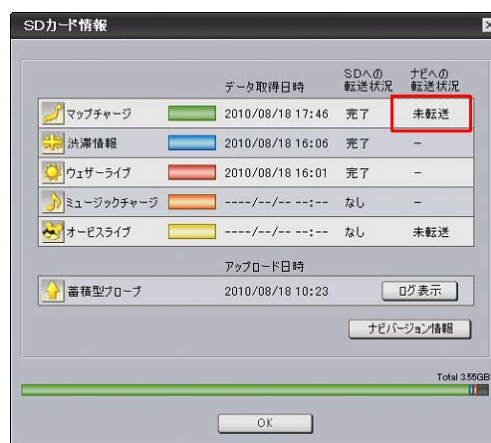 SDカード情報
データ取得日時 SDへの転送状況 ナビへの転送状況
マップチャージ 2010/08/18 17:46 完了 未転送
渋滞情報 2010/08/18 16:06 完了 -
ウェザーライブ 2010/08/18 16:01 完了 -
ミュージックチャージ ----/--/-- --:-- なし -
オービスライブ ----/--/-- --:-- なし 未転送
アップロード日時
蓄積型プローブ 2010/08/18 10:23 ログ表示
ナビバージョン情報
Total 3.55GB
OK